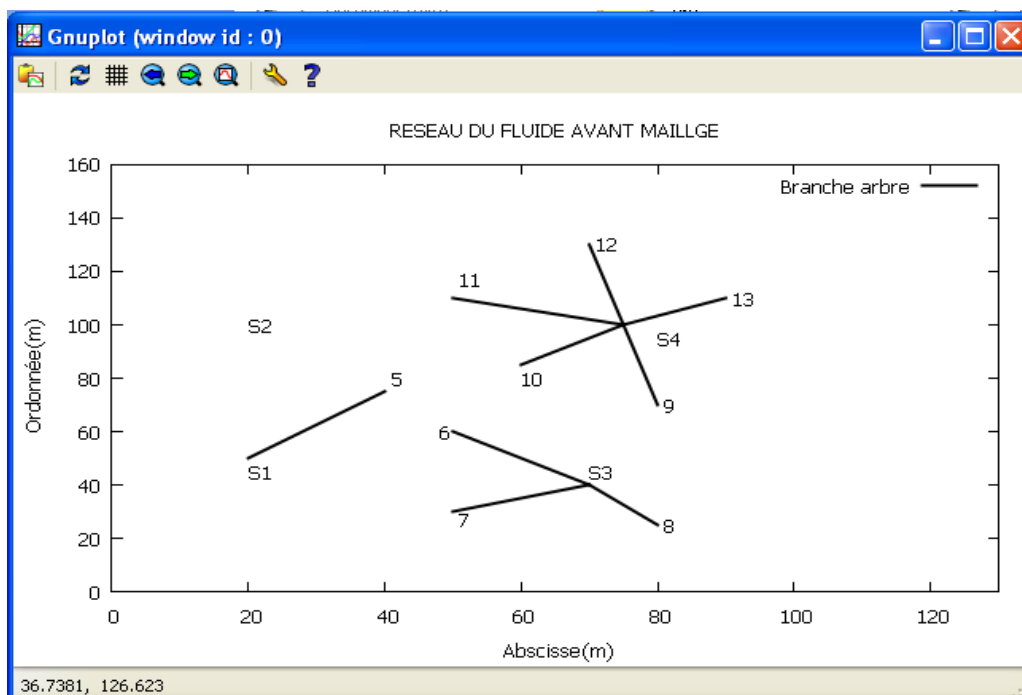 Gnuplot (window id : 0)
RESEAU DU FLUIDE AVANT MAILLGE
160
Branche arbre
140
12
120
11
13
100
S2
S4
80
5
10
9
60
6
S1
S3
40
7
8
20
0
0 20 40 60 80 100 120
Ordonnée(m)
Abscisse(m)
36.7381, 126.623